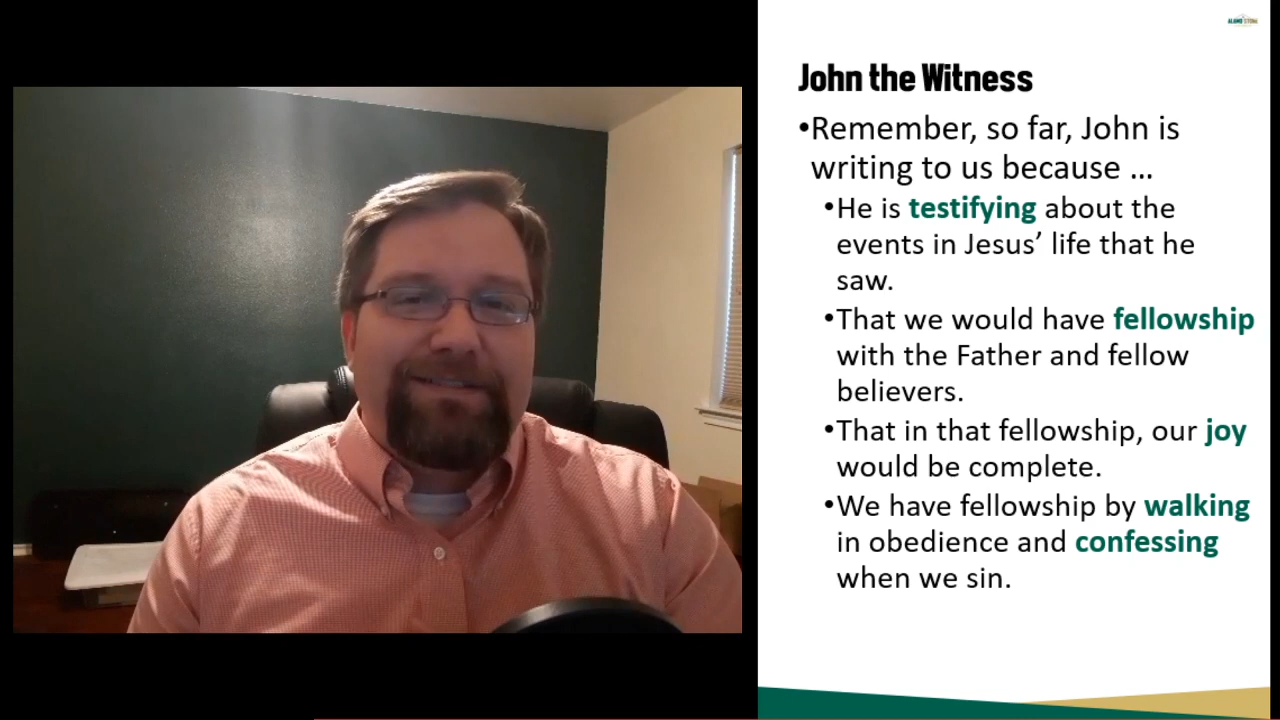 John the Witness
•Remember, so far, John is
writing to us because …
•He is testifying about the
events in Jesus’ life that he
saw.
•That we would have fellowship
with the Father and fellow
believers.
•That in that fellowship, our joy
would be complete.
•We have fellowship by walking
in obedience and confessing
when we sin.